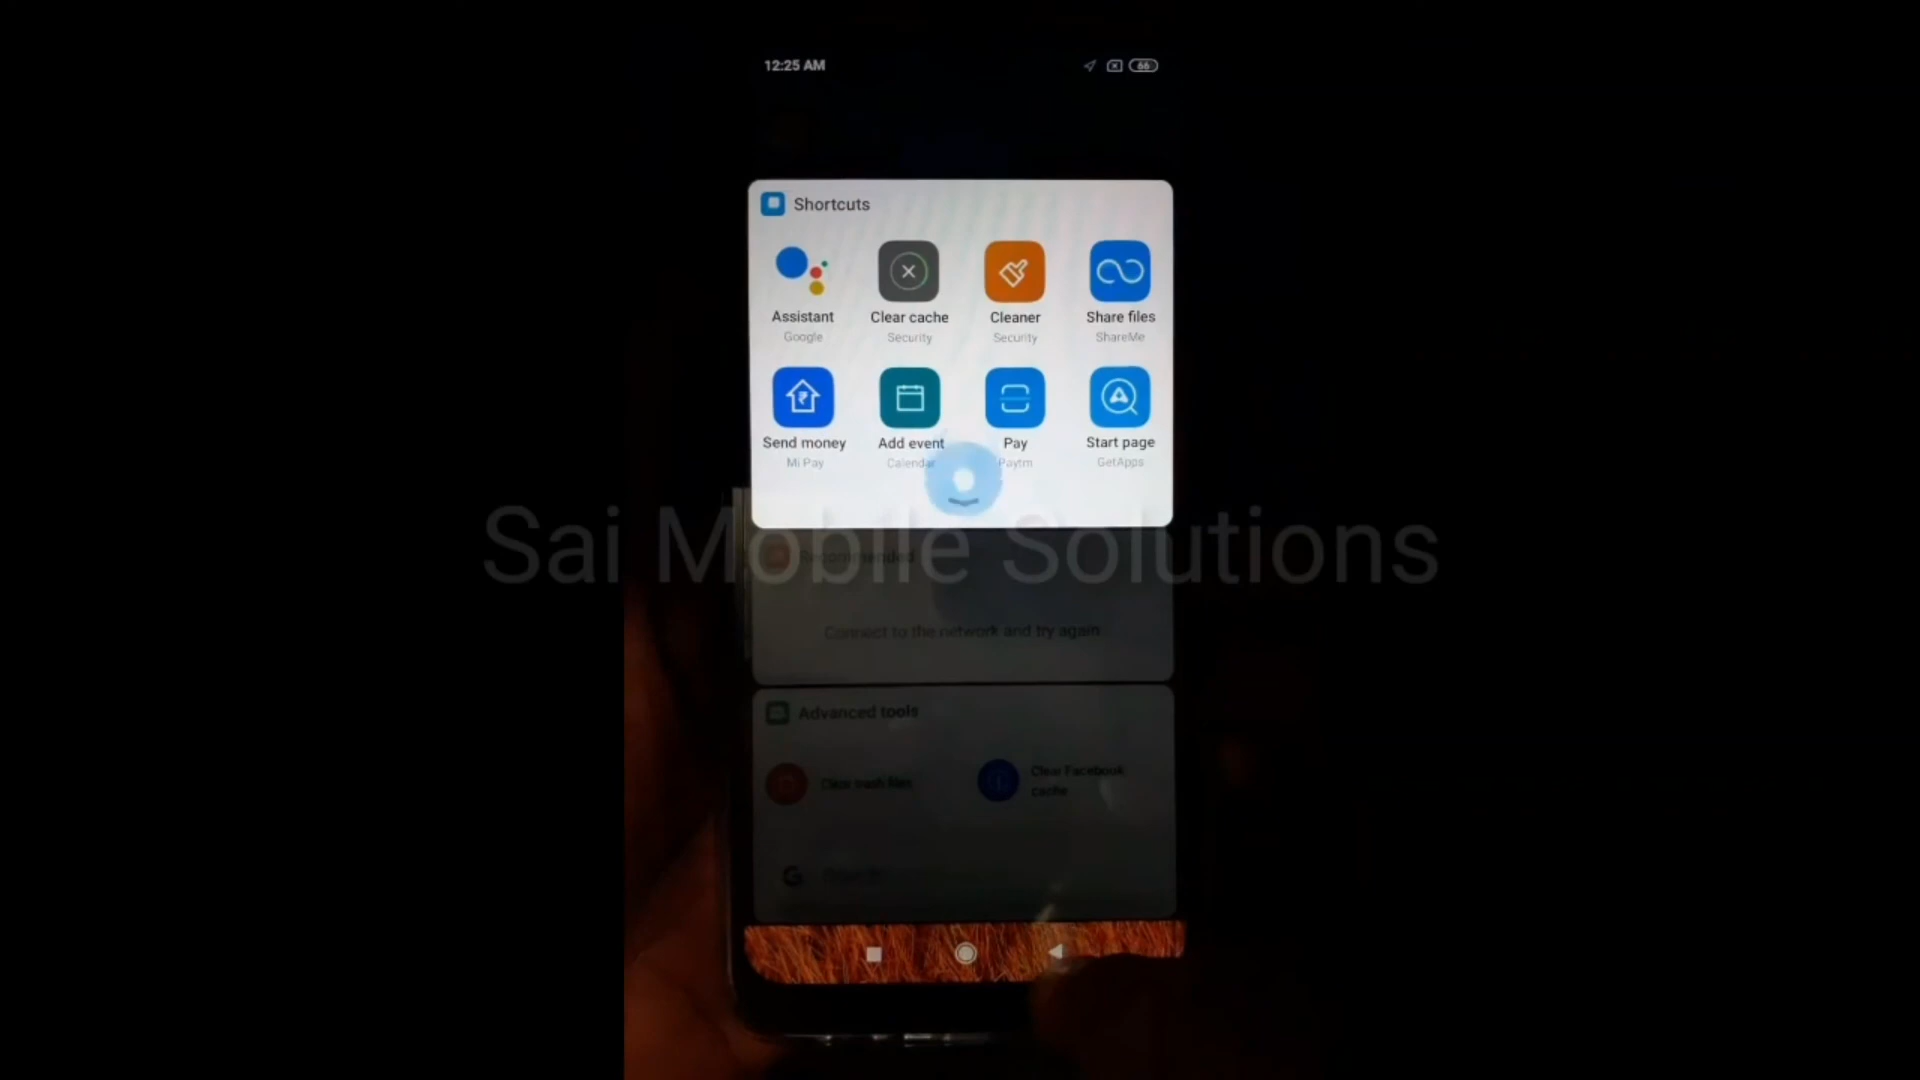 12:25 AM
66
Shortcuts
Assistant Clear cache Cleaner Share files
Google Security Security ShareMe
Send money Add event Pay Start page
Mi Pay Calendar Paytm GetApps
Sai Mobile Solutions
Recommended
Connect to the network and try again.
Advanced tools
Clear trash files
Clear Facebook
cache
G